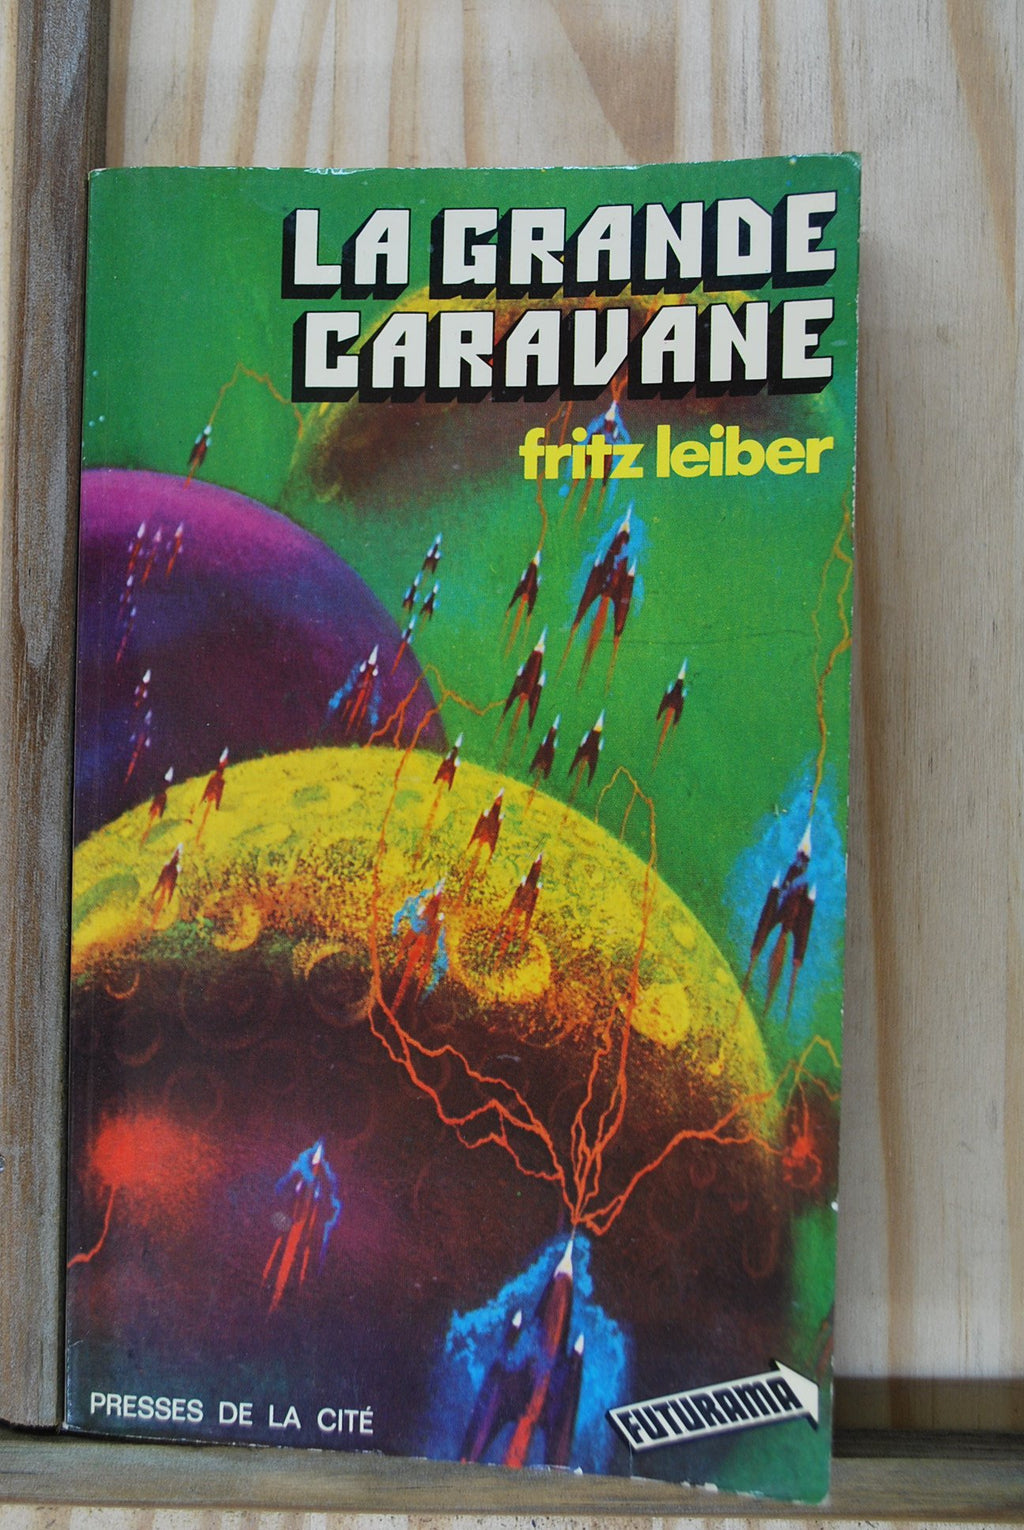 LA GRANDE
CARAVANE
fritz leiber
PRESSES DE LA CITÉ
FUTURAMA